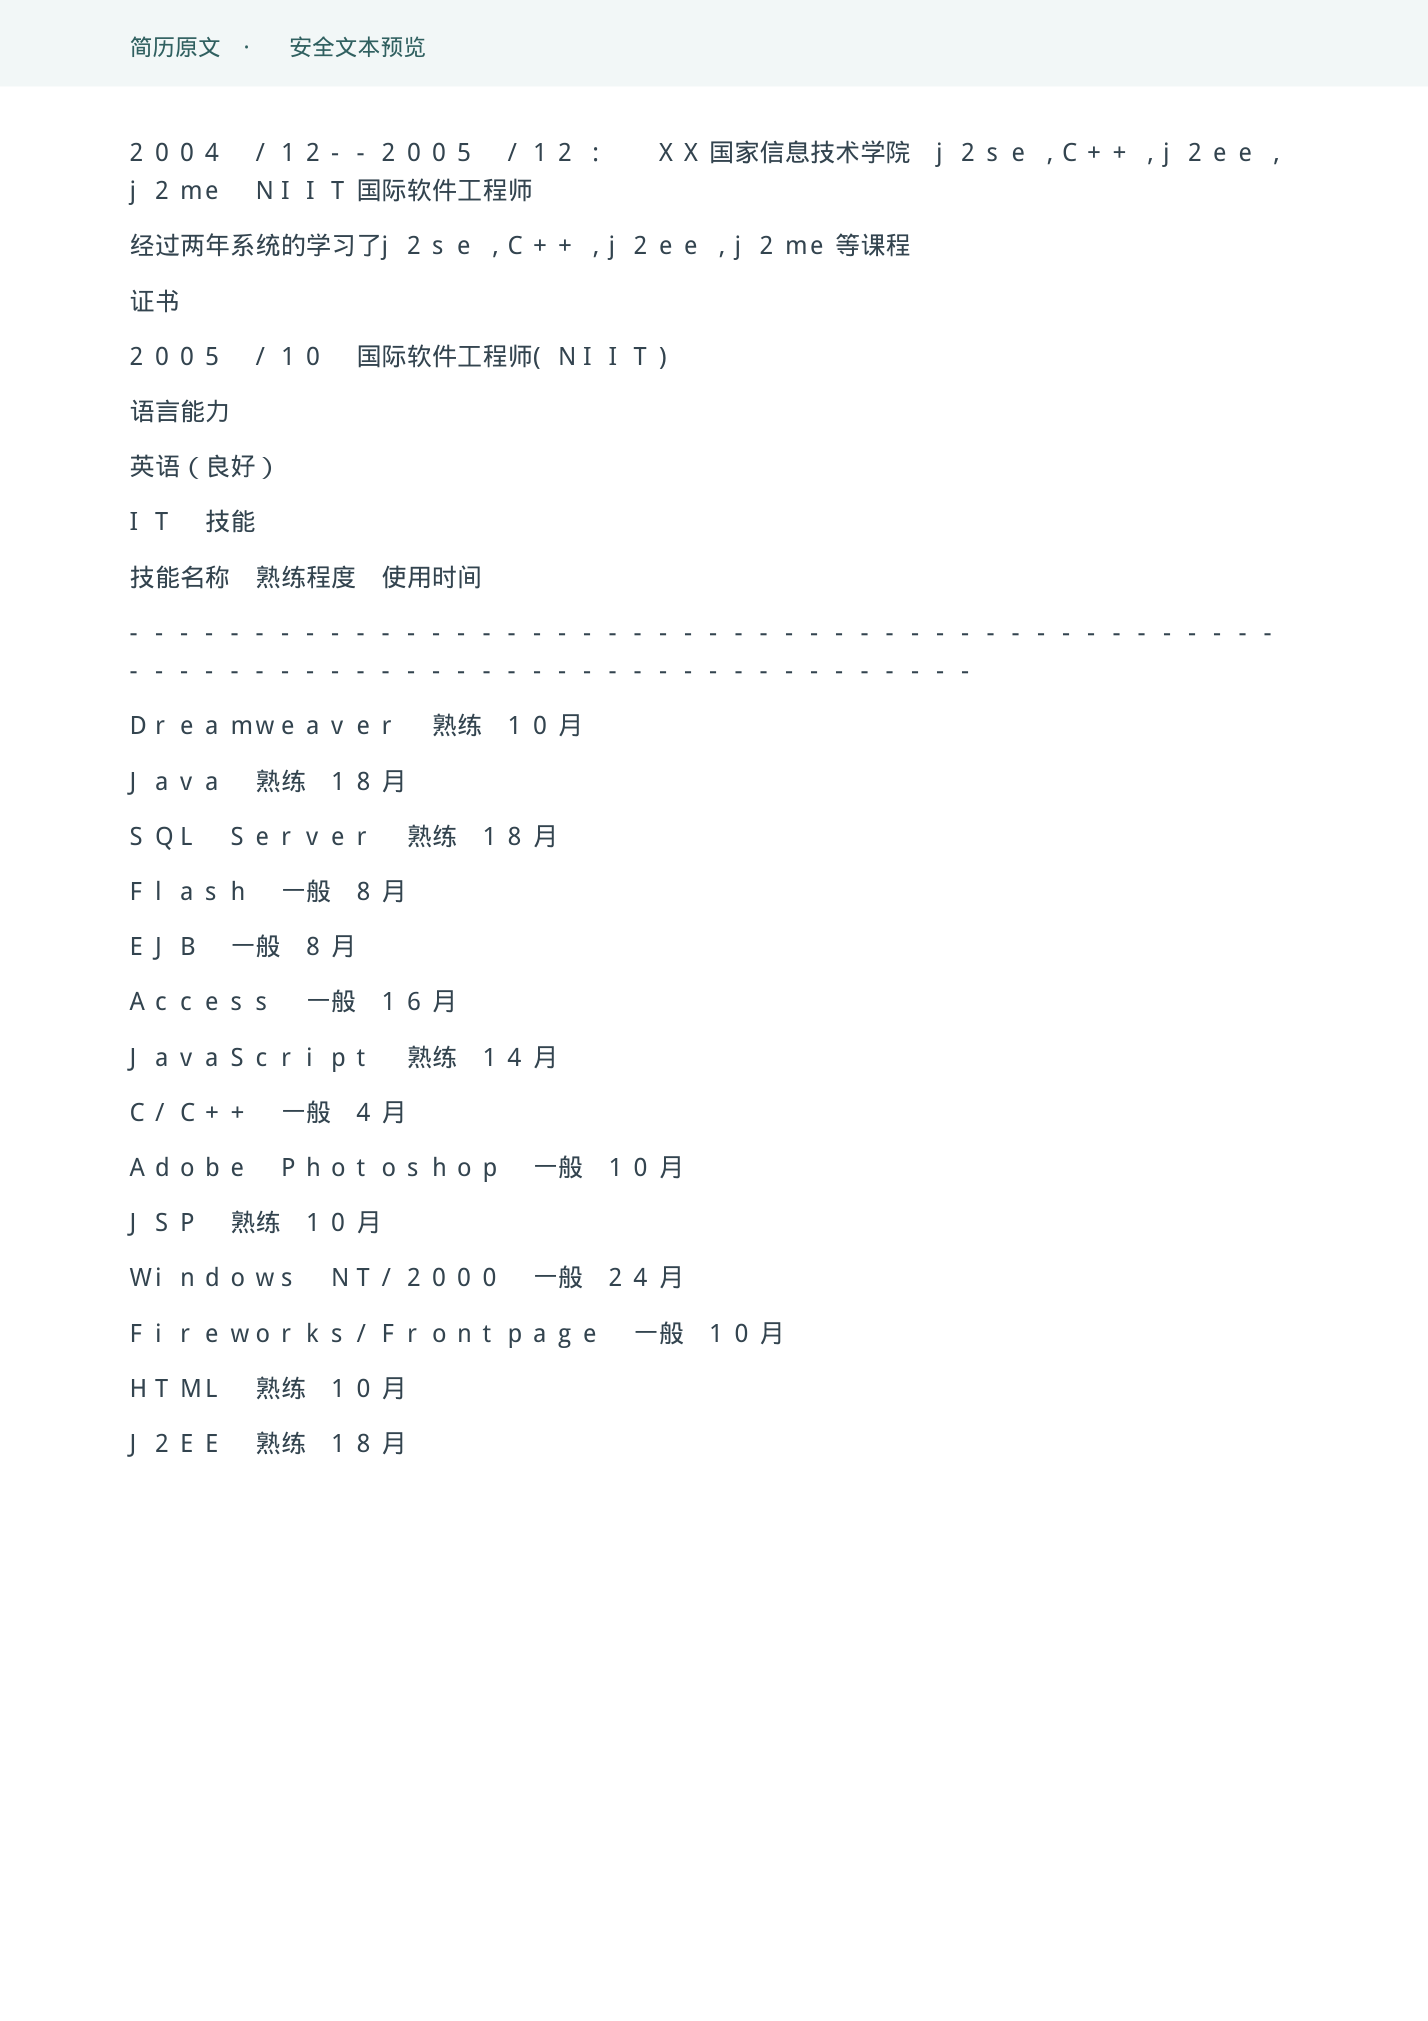 简历原文 · 安全文本预览
2004 /12--2005 /12: XX国家信息技术学院 j2se,C++,j2ee,
j2me NIIT国际软件工程师
经过两年系统的学习了j2se,C++,j2ee,j2me等课程
证书
2005 /10 国际软件工程师(NIIT)
语言能力
英语（良好）
IT 技能
技能名称 熟练程度 使用时间
----------------------------------------------
----------------------------------
Dreamweaver 熟练 10月
Java 熟练 18月
SQL Server 熟练 18月
Flash 一般 8月
EJB 一般 8月
Access 一般 16月
JavaScript 熟练 14月
C/C++ 一般 4月
Adobe Photoshop 一般 10月
JSP 熟练 10月
Windows NT/2000 一般 24月
Fireworks/Frontpage 一般 10月
HTML 熟练 10月
J2EE 熟练 18月